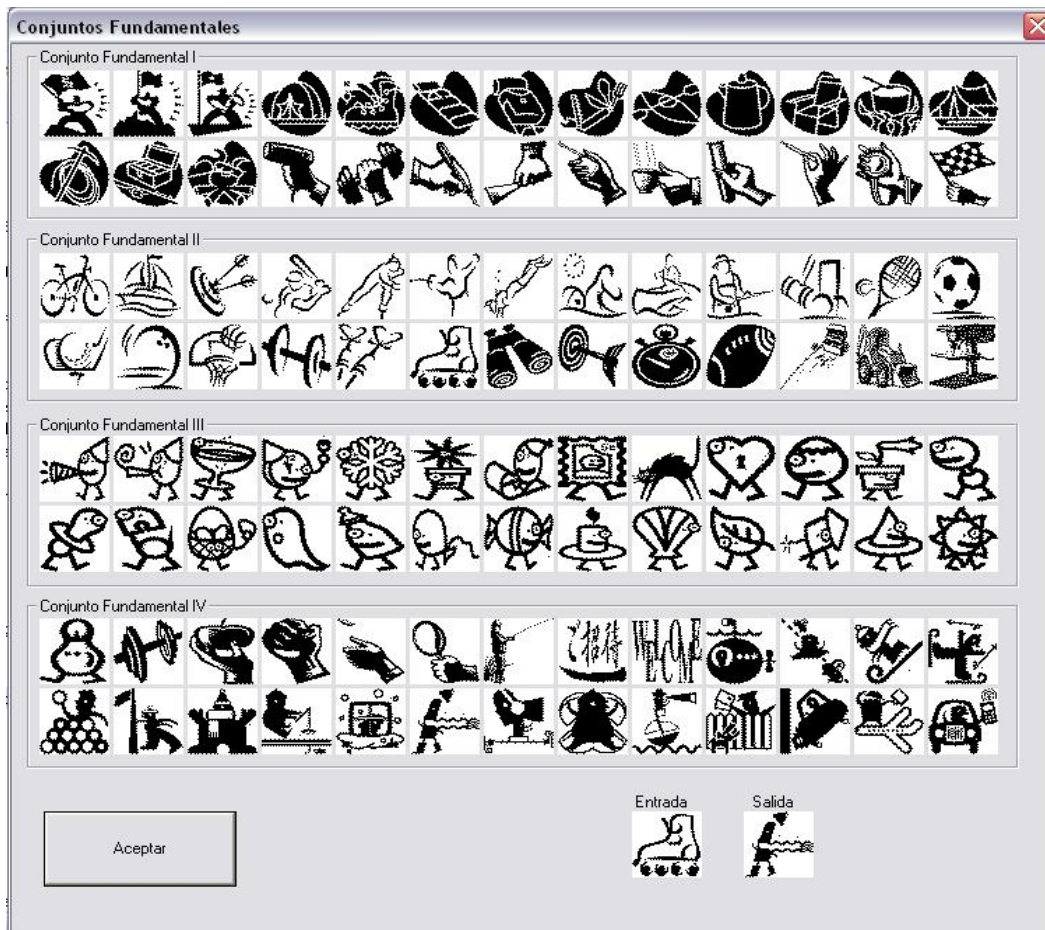 Conjuntos Fundamentales
Conjunto Fundamental I
Conjunto Fundamental II
Conjunto Fundamental III
Conjunto Fundamental IV
Entrada Salida
Aceptar